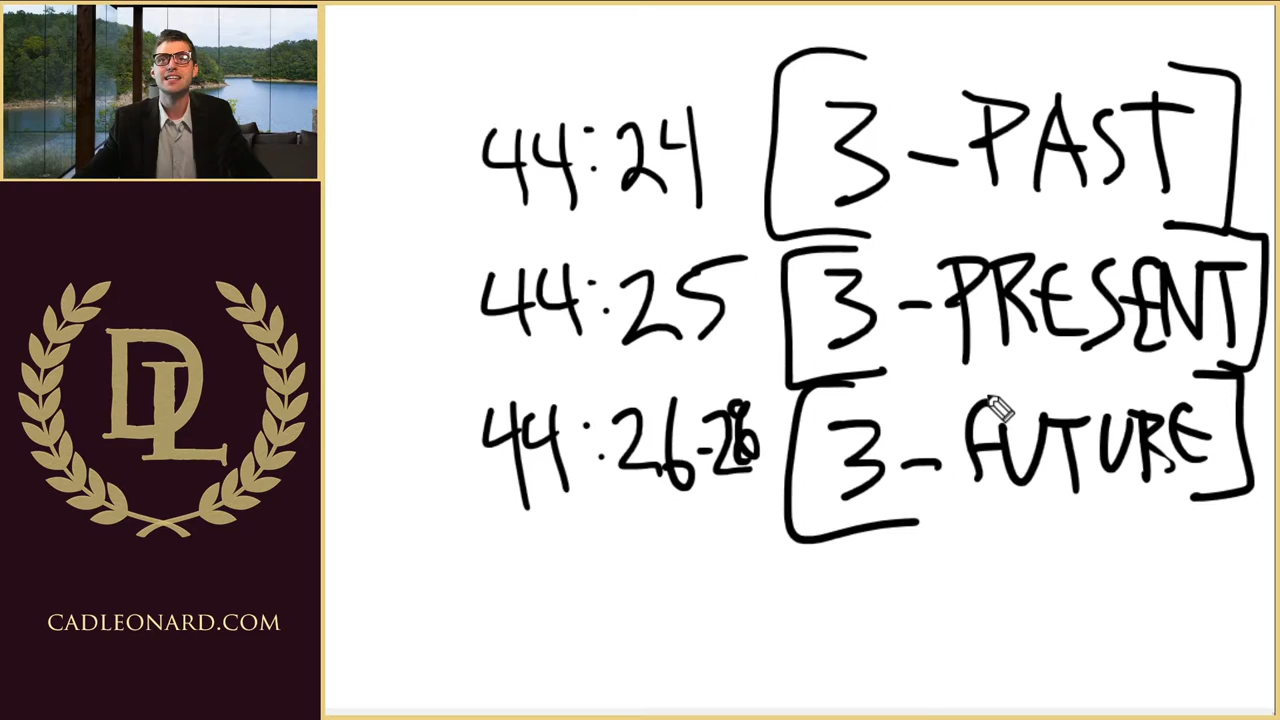 44:24 [3-PAST]
44:25 [3-PRESENT]
44:26-28 [3-FUTURE]
DL
CADLEONARD.COM